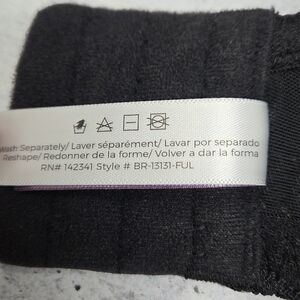 Wash Separately/ Laver séparément/ Lavar por separado
Reshape/ Redonner de la forme/ Volver a dar la forma
RN# 142341 Style # BR-13131-FUL